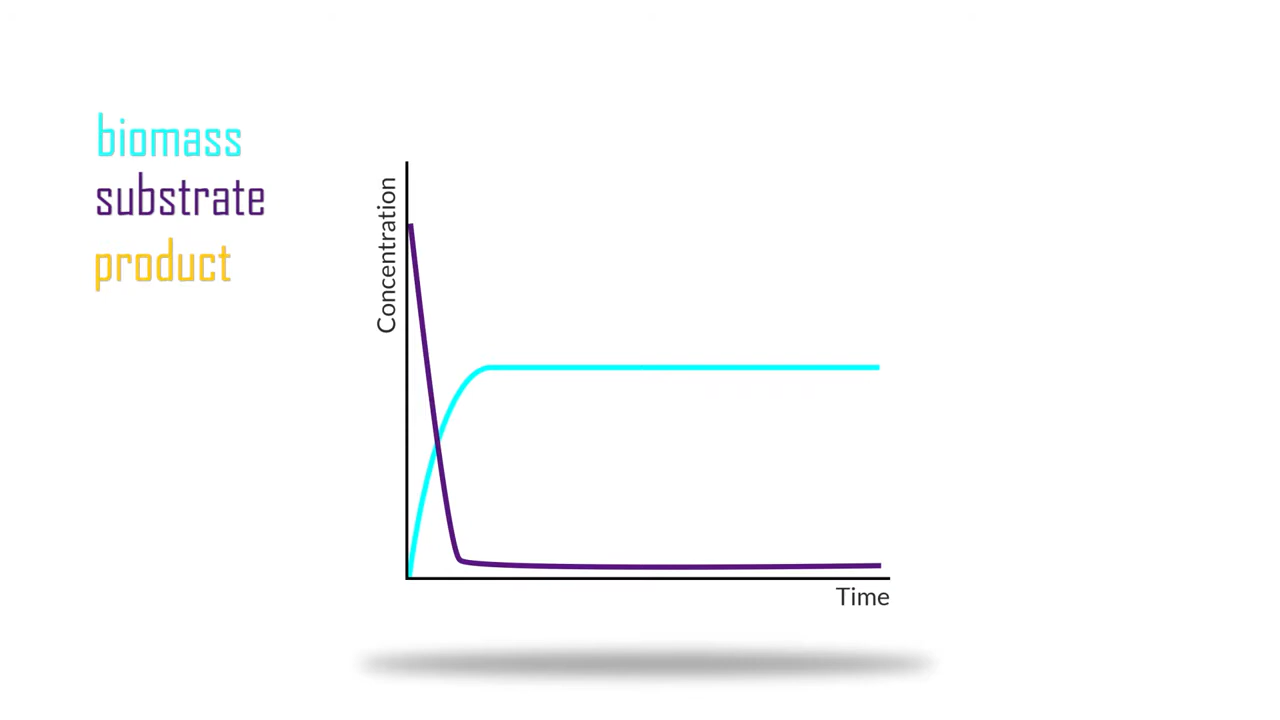 biomass
substrate
product
Concentration
Time